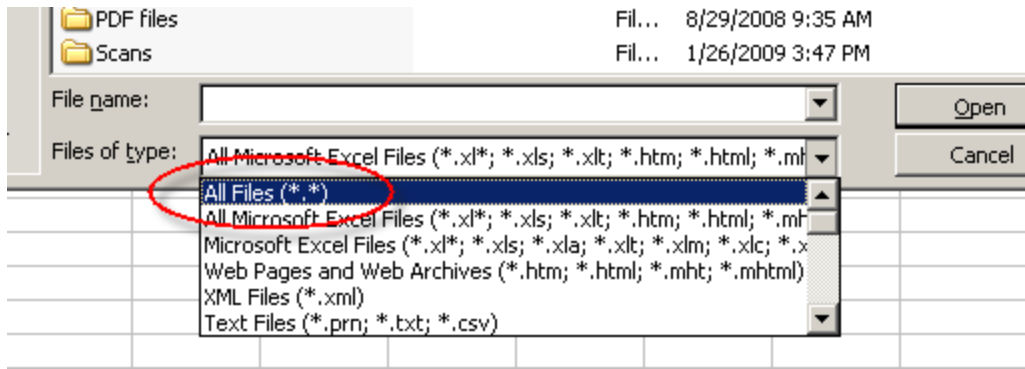 PDF files Fil... 8/29/2008 9:35 AM
Scans Fil... 1/26/2009 3:47 PM
File name: Open
Files of type: All Microsoft Excel Files (*.xl*; *.xls; *.xlt; *.htm; *.html; *.mh Cancel
All Files (*.*)
All Microsoft Excel Files (*.xl*; *.xls; *.xlt; *.htm; *.html; *.mh
Microsoft Excel Files (*.xl*; *.xls; *.xla; *.xlt; *.xlm; *.xlc; *.x
Web Pages and Web Archives (*.htm; *.html; *.mht; *.mhtml)
XML Files (*.xml)
Text Files (*.prn; *.txt; *.csv)